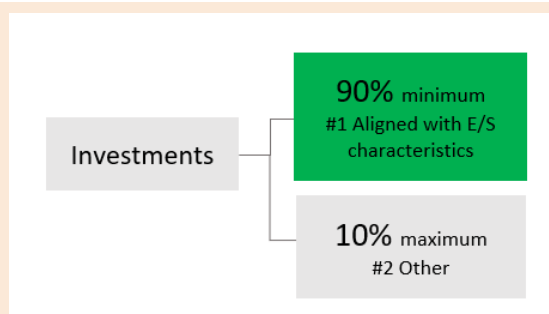 Investments
90% minimum
#1 Aligned with E/S
characteristics
10% maximum
#2 Other